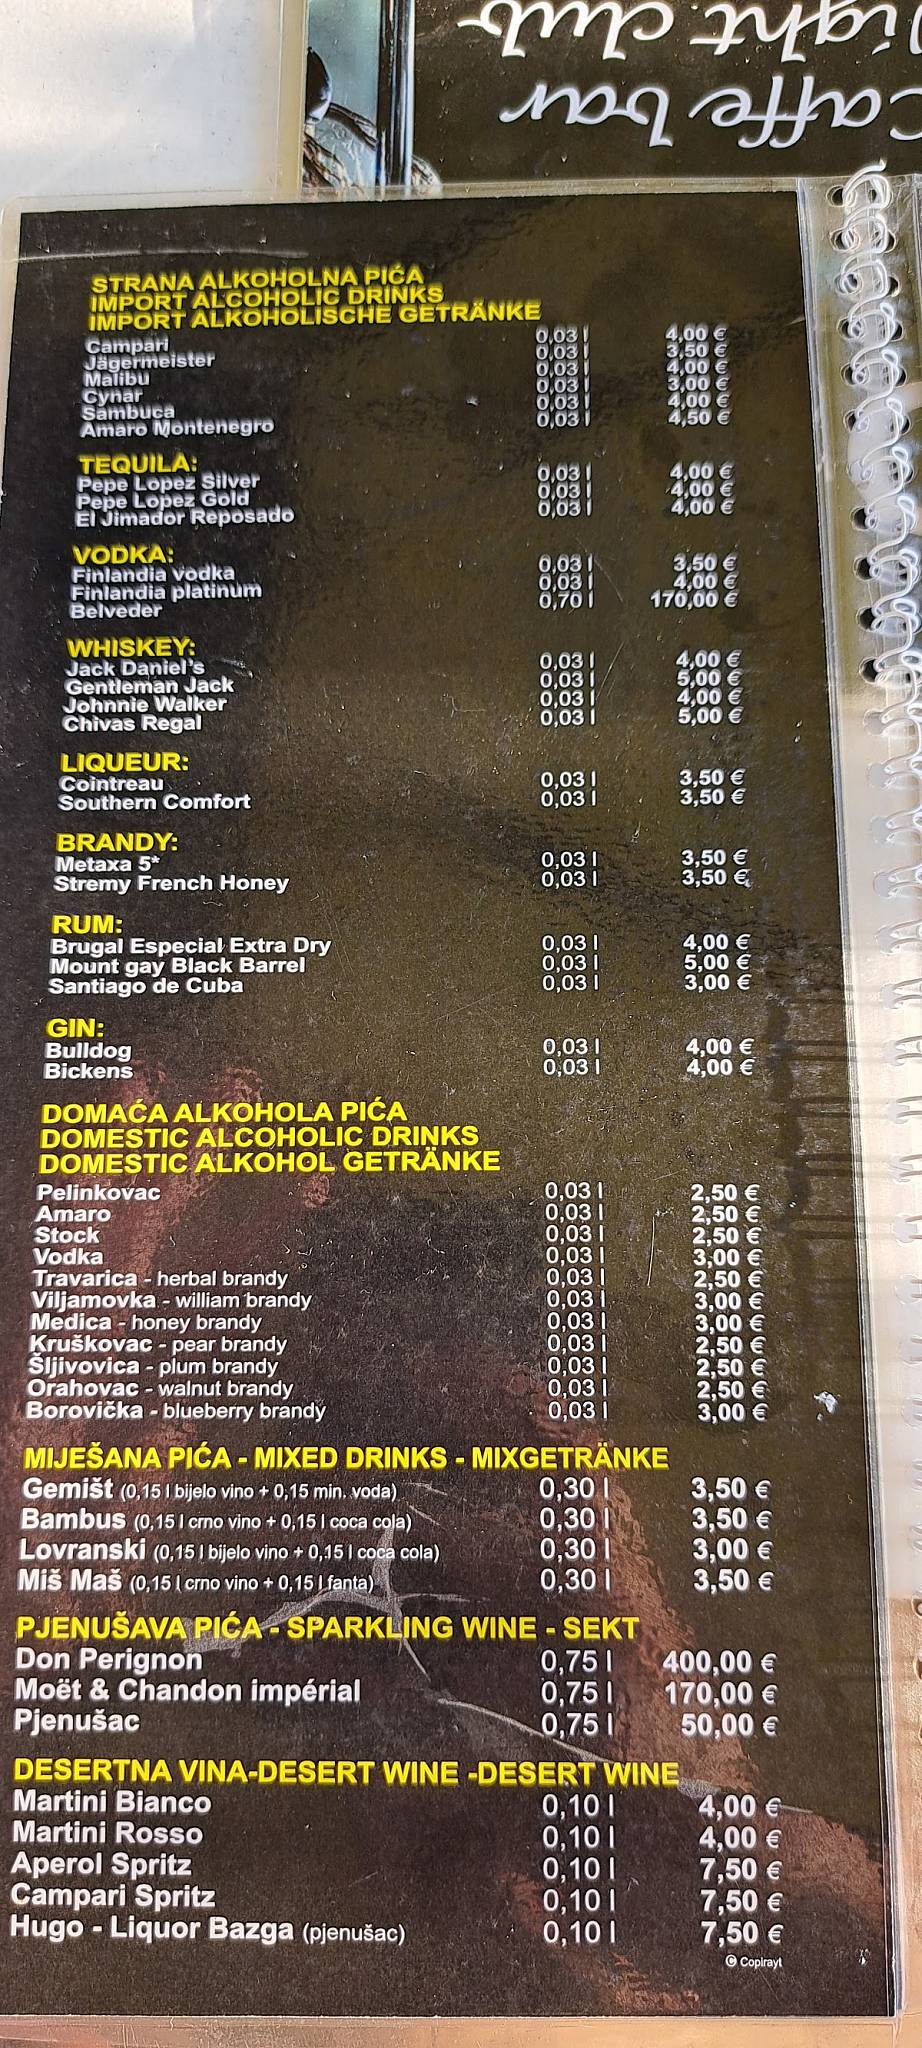 Night club
Caffe bar
STRANA ALKOHOLNA PIĆA
IMPORT ALCOHOLIC DRINKS
IMPORT ALKOHOLISCHE GETRÄNKE
Campari 0,03 l 4,00 €
Jägermeister 0,03 l 3,50 €
Malibu 0,03 l 4,00 €
Cynar 0,03 l 3,00 €
Sambuca 0,03 l 4,00 €
Amaro Montenegro 0,03 l 4,50 €
TEQUILA:
Pepe Lopez Silver 0,03 l 4,00 €
Pepe Lopez Gold 0,03 l 4,00 €
El Jimador Reposado 0,03 l 4,00 €
VODKA:
Finlandia vodka 0,03 l 3,50 €
Finlandia platinum 0,03 l 4,00 €
Belveder 0,70 l 170,00 €
WHISKEY:
Jack Daniel's 0,03 l 4,00 €
Gentleman Jack 0,03 l 5,00 €
Johnnie Walker 0,03 l 4,00 €
Chivas Regal 0,03 l 5,00 €
LIQUEUR:
Cointreau 0,03 l 3,50 €
Southern Comfort 0,03 l 3,50 €
BRANDY:
Metaxa 5* 0,03 l 3,50 €
Stremy French Honey 0,03 l 3,50 €
RUM:
Brugal Especial Extra Dry 0,03 l 4,00 €
Mount gay Black Barrel 0,03 l 5,00 €
Santiago de Cuba 0,03 l 3,00 €
GIN:
Bulldog 0,03 l 4,00 €
Bickens 0,03 l 4,00 €
DOMAĆA ALKOHOLA PIĆA
DOMESTIC ALCOHOLIC DRINKS
DOMESTIC ALKOHOL GETRÄNKE
Pelinkovac 0,03 l 2,50 €
Amaro 0,03 l 2,50 €
Stock 0,03 l 2,50 €
Vodka 0,03 l 3,00 €
Travarica - herbal brandy 0,03 l 2,50 €
Viljamovka - william brandy 0,03 l 3,00 €
Medica - honey brandy 0,03 l 3,00 €
Kruškovac - pear brandy 0,03 l 2,50 €
Šljivovica - plum brandy 0,03 l 2,50 €
Orahovac - walnut brandy 0,03 l 2,50 €
Borovička - blueberry brandy 0,03 l 3,00 €
MIJEŠANA PIĆA - MIXED DRINKS - MIXGETRÄNKE
Gemišt (0,15 l bijelo vino + 0,15 min. voda) 0,30 l 3,50 €
Bambus (0,15 l crno vino + 0,15 l coca cola) 0,30 l 3,50 €
Lovranski (0,15 l bijelo vino + 0,15 l coca cola) 0,30 l 3,00 €
Miš Maš (0,15 l crno vino + 0,15 l fanta) 0,30 l 3,50 €
PJENUŠAVA PIĆA - SPARKLING WINE - SEKT
Don Perignon 0,75 l 400,00 €
Moët & Chandon impérial 0,75 l 170,00 €
Pjenušac 0,75 l 50,00 €
DESERTNA VINA-DESERT WINE -DESERT WINE
Martini Bianco 0,10 l 4,00 €
Martini Rosso 0,10 l 4,00 €
Aperol Spritz 0,10 l 7,50 €
Campari Spritz 0,10 l 7,50 €
Hugo - Liquor Bazga (pjenušac) 0,10 l 7,50 €
© Copirayt